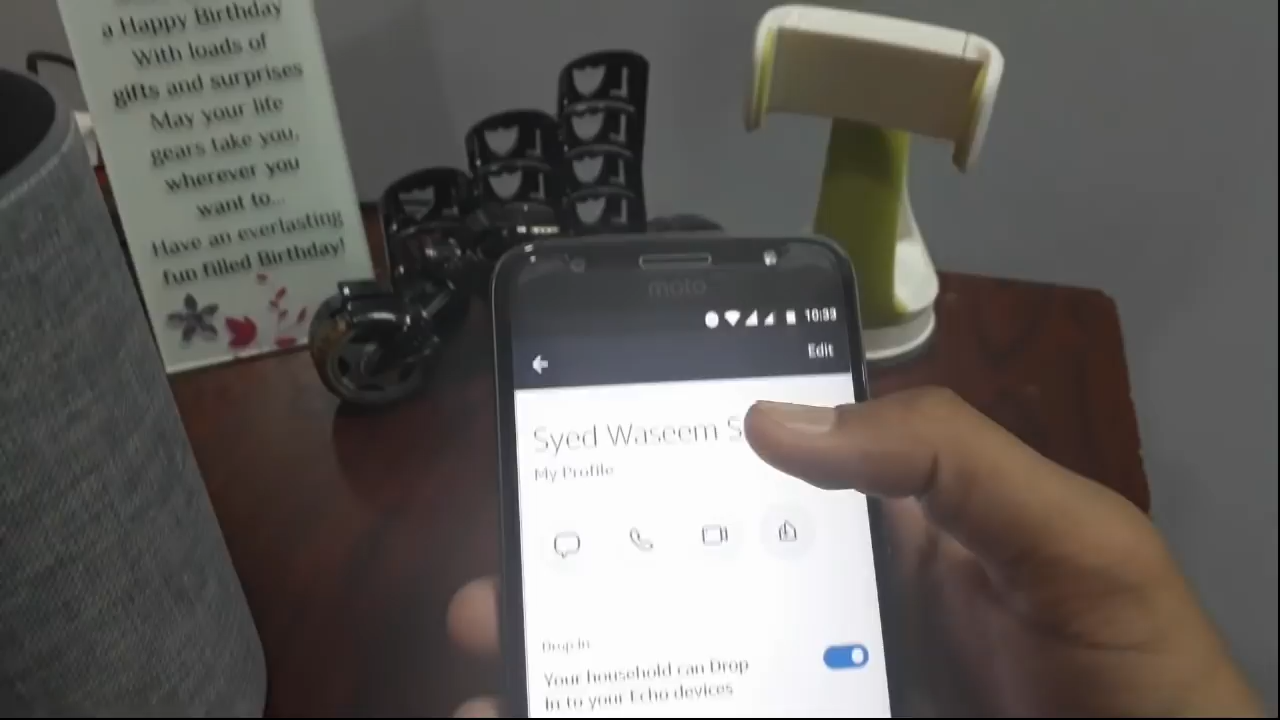 a Happy Birthday
With loads of
gifts and surprises
May your life
gears take you,
wherever you
want to...
Have an everlasting
fun filled Birthday!
moto
10:33
Edit
Syed Waseem S
My Profile
Drop In
Your household can Drop
In to your Echo devices